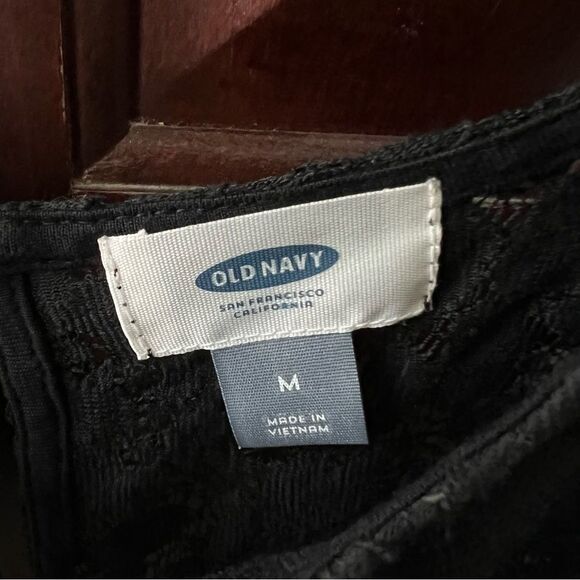 OLD NAVY
SAN FRANCISCO
CALIFORNIA
M
MADE IN
VIETNAM